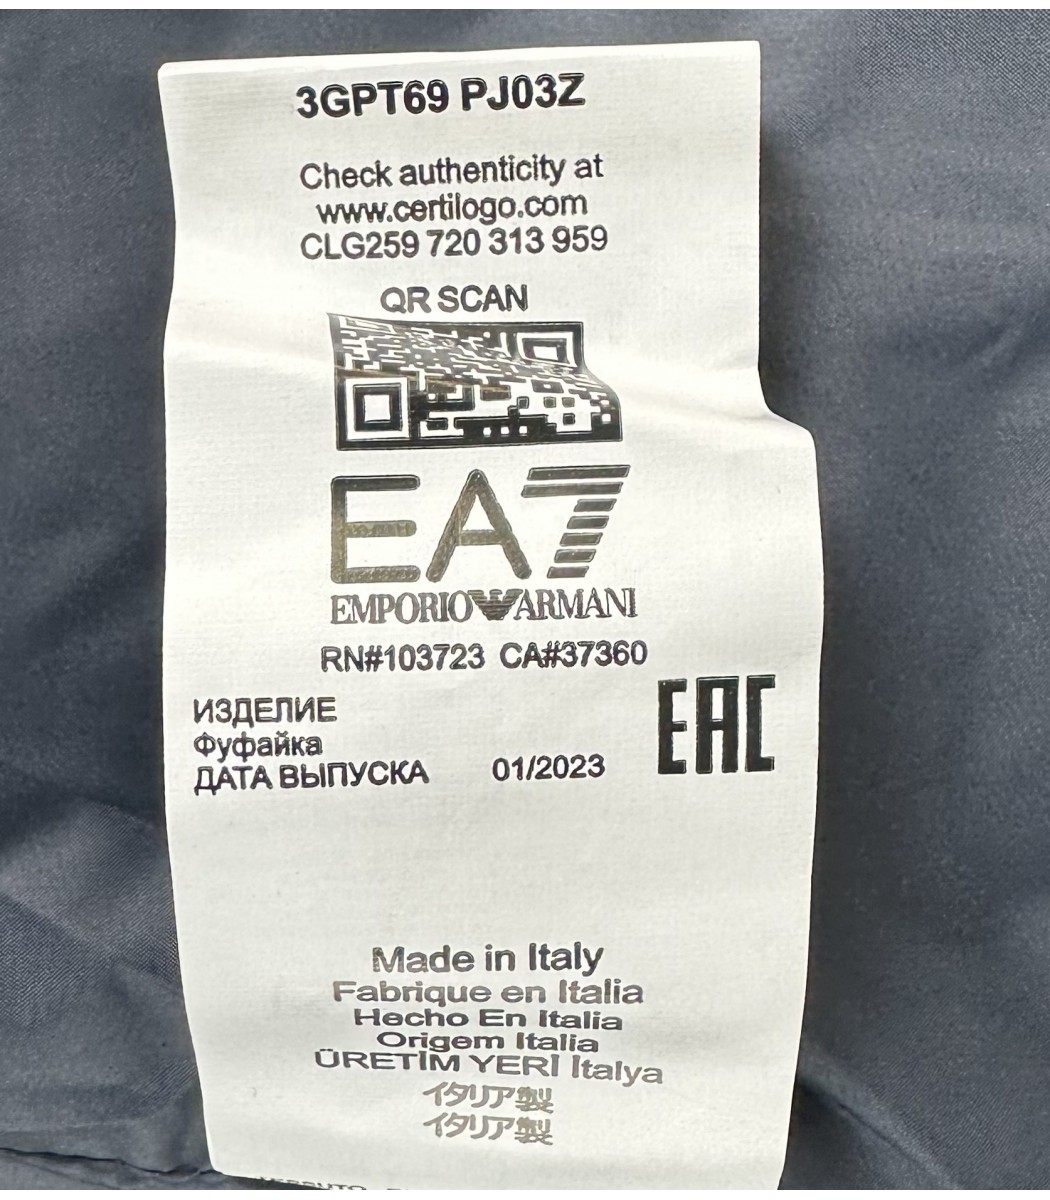 3GPT69 PJ03Z
Check authenticity at
www.certilogo.com
CLG259 720 313 959
QR SCAN
EA7
EMPORIO ARMANI
RN#103723 CA#37360
EAC
ИЗДЕЛИЕ
Фуфайка
ДАТА ВЫПУСКА 01/2023
Made in Italy
Fabrique en Italia
Hecho En Italia
Origem Italia
ÜRETİM YERİ İtalya
イタリア製
イタリア製